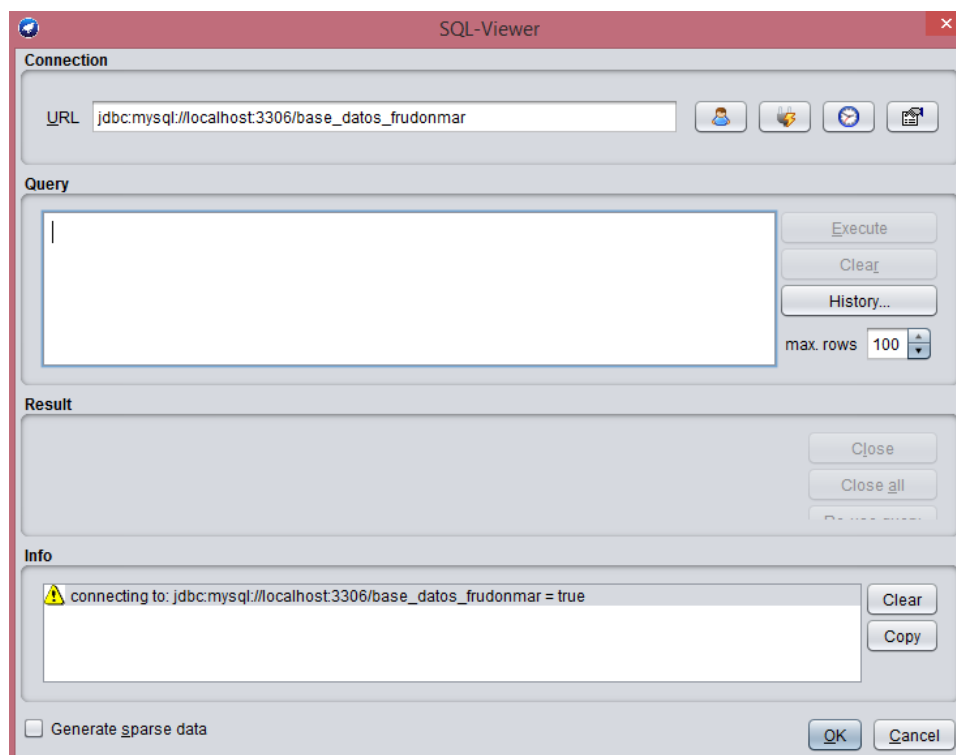 SQL-Viewer
Connection
URL jdbc:mysql://localhost:3306/base_datos_frudonmar
Query
Execute
Clear
History...
max. rows 100
Result
Close
Close all
Info
connecting to: jdbc:mysql://localhost:3306/base_datos_frudonmar = true
Clear
Copy
Generate sparse data
OK Cancel